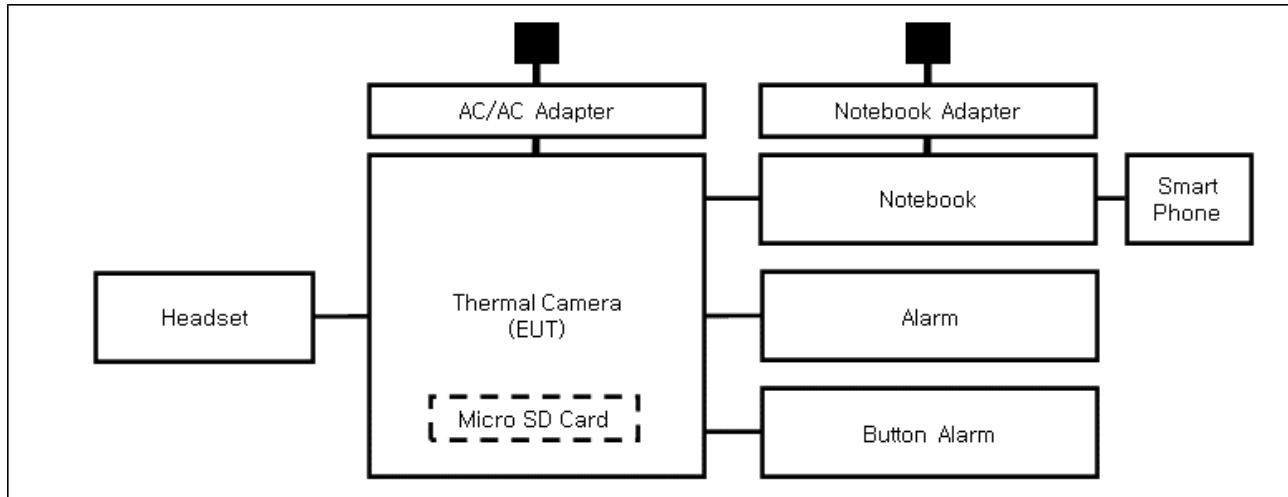 AC/AC Adapter
Notebook Adapter
Notebook
Smart
Phone
Headset
Thermal Camera
(EUT)
Alarm
Micro SD Card
Button Alarm